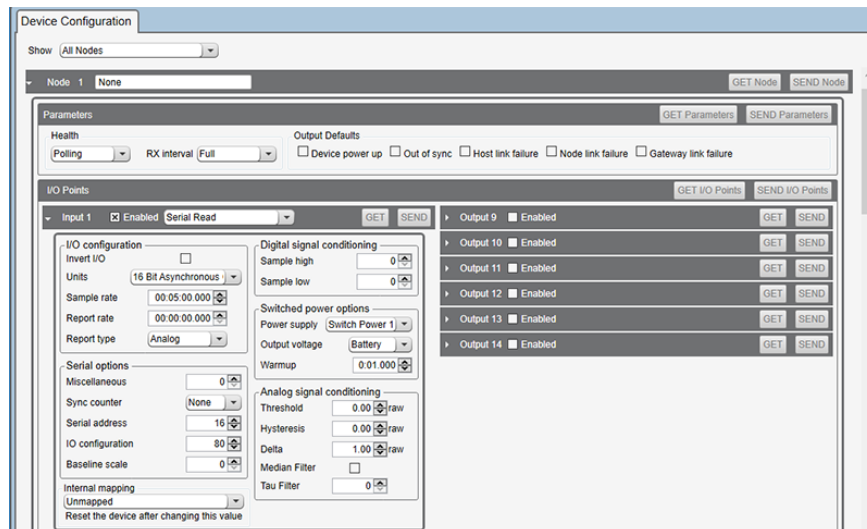 Device Configuration
Show All Nodes
Node 1 None GET Node SEND Node
Parameters GET Parameters SEND Parameters
Health Output Defaults
Polling RX interval Full Device power up Out of sync Host link failure Node link failure Gateway link failure
I/O Points GET I/O Points SEND I/O Points
Input 1 Enabled Serial Read GET SEND
I/O configuration
Invert I/O
Units 16 Bit Asynchronous
Sample rate 00:05:00.000
Report rate 00:00:00.000
Report type Analog
Serial options
Miscellaneous 0
Sync counter None
Serial address 16
IO configuration 80
Baseline scale 0
Internal mapping
Unmapped
Reset the device after changing this value
Digital signal conditioning
Sample high 0
Sample low 0
Switched power options
Power supply Switch Power 1
Output voltage Battery
Warmup 0:01.000
Analog signal conditioning
Threshold 0.00 raw
Hysteresis 0.00 raw
Delta 1.00 raw
Median Filter
Tau Filter 0
Output 9 Enabled GET SEND
Output 10 Enabled GET SEND
Output 11 Enabled GET SEND
Output 12 Enabled GET SEND
Output 13 Enabled GET SEND
Output 14 Enabled GET SEND